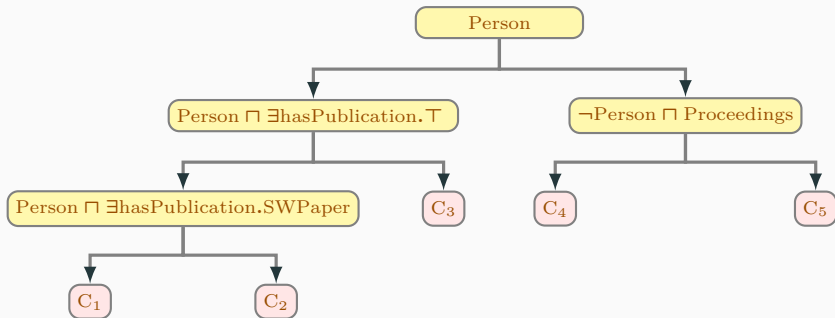 Person
Person ⊓ ∃hasPublication.⊤
¬Person ⊓ Proceedings
Person ⊓ ∃hasPublication.SWPaper
C₃
C₄
C₅
C₁
C₂